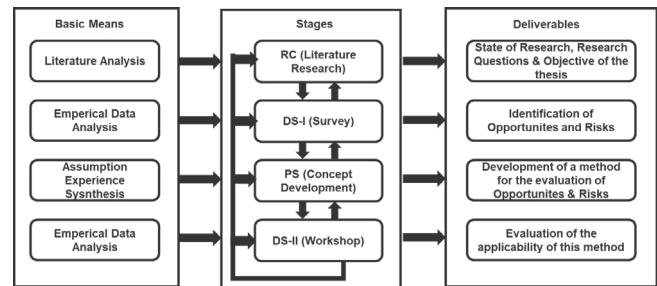 Basic Means
Literature Analysis
Emperical Data
Analysis
Assumption
Experience
Sysnthesis
Emperical Data
Analysis
Stages
RC (Literature
Research)
DS-I (Survey)
PS (Concept
Development)
DS-II (Workshop)
Deliverables
State of Research, Research
Questions & Objective of the
thesis
Identification of
Opportunites and Risks
Development of a method
for the evaluation of
Opportunites & Risks
Evaluation of the
applicability of this method